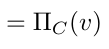 = Π_C(v)